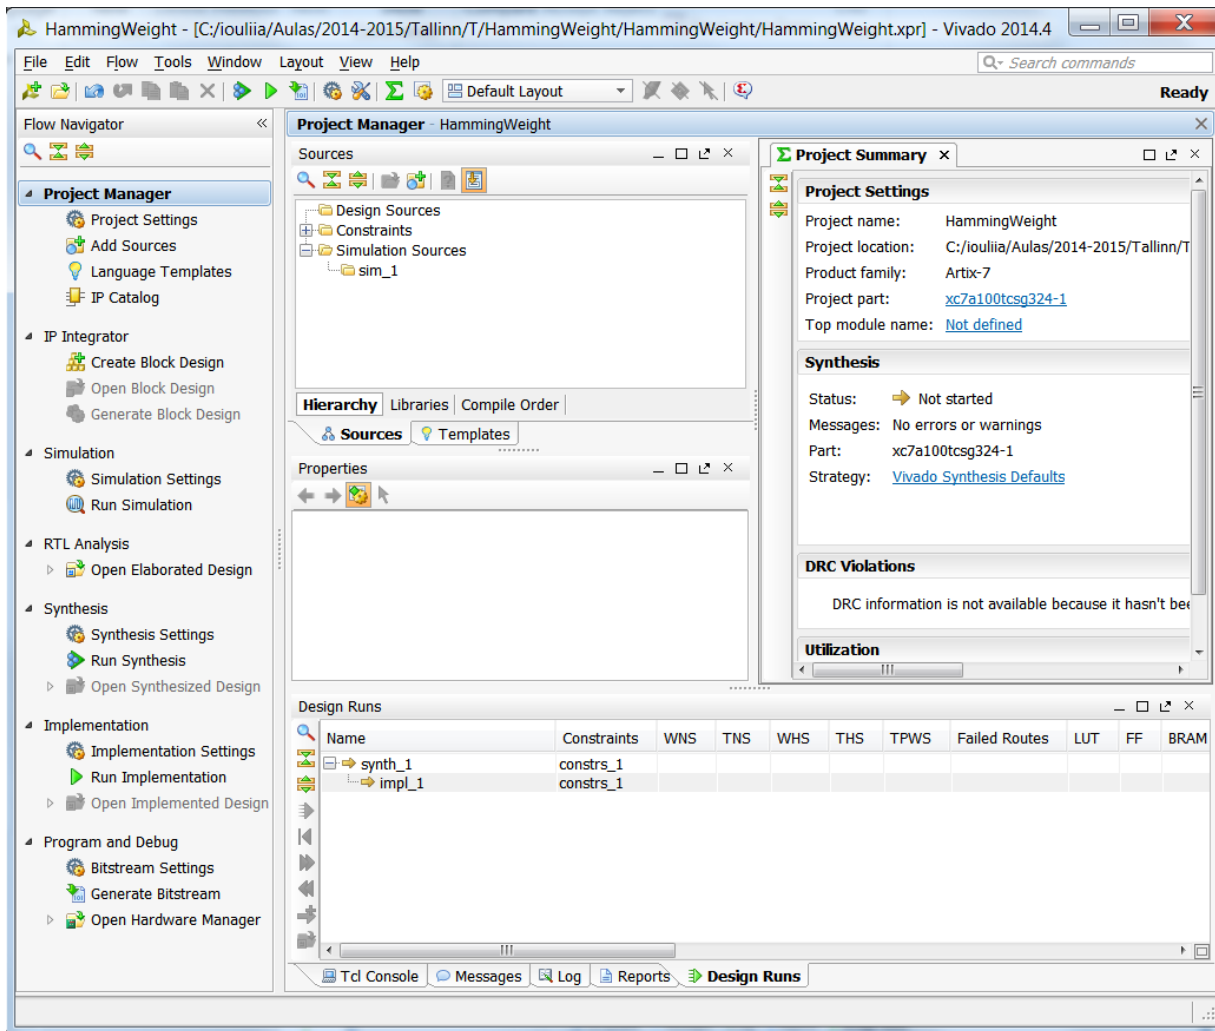 HammingWeight - [C:/iouliia/Aulas/2014-2015/Tallinn/T/HammingWeight/HammingWeight/HammingWeight.xpr] - Vivado 2014.4
File Edit Flow Tools Window Layout View Help
Search commands
Default Layout
Ready
Flow Navigator
Project Manager
Project Settings
Add Sources
Language Templates
IP Catalog
IP Integrator
Create Block Design
Open Block Design
Generate Block Design
Simulation
Simulation Settings
Run Simulation
RTL Analysis
Open Elaborated Design
Synthesis
Synthesis Settings
Run Synthesis
Open Synthesized Design
Implementation
Implementation Settings
Run Implementation
Open Implemented Design
Program and Debug
Bitstream Settings
Generate Bitstream
Open Hardware Manager
Project Manager - HammingWeight
Sources
Design Sources
Constraints
Simulation Sources
sim_1
Hierarchy Libraries Compile Order
Sources Templates
Properties
Project Summary
Project Settings
Project name: HammingWeight
Project location: C:/iouliia/Aulas/2014-2015/Tallinn/T
Product family: Artix-7
Project part: xc7a100tcsg324-1
Top module name: Not defined
Synthesis
Status: Not started
Messages: No errors or warnings
Part: xc7a100tcsg324-1
Strategy: Vivado Synthesis Defaults
DRC Violations
DRC information is not available because it hasn't bee
Utilization
Design Runs
Name Constraints WNS TNS WHS THS TPWS Failed Routes LUT FF BRAM
synth_1 constrs_1
impl_1 constrs_1
Tcl Console Messages Log Reports Design Runs